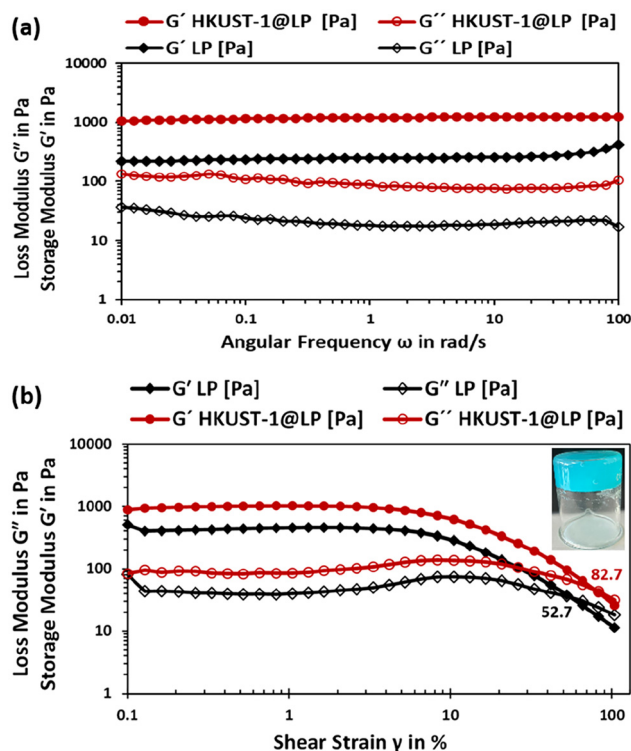 (a)
G´ HKUST-1@LP [Pa] G´´ HKUST-1@LP [Pa]
G´ LP [Pa] G´´ LP [Pa]
Loss Modulus G" in Pa
Storage Modulus G' in Pa
10000
1000
100
10
1
0.01 0.1 1 10 100
Angular Frequency ω in rad/s
(b)
G' LP [Pa] G" LP [Pa]
G´ HKUST-1@LP [Pa] G´´ HKUST-1@LP [Pa]
Loss Modulus G" in Pa
Storage Modulus G' in Pa
10000
1000
100
10
1
82.7
52.7
0.1 1 10 100
Shear Strain γ in %